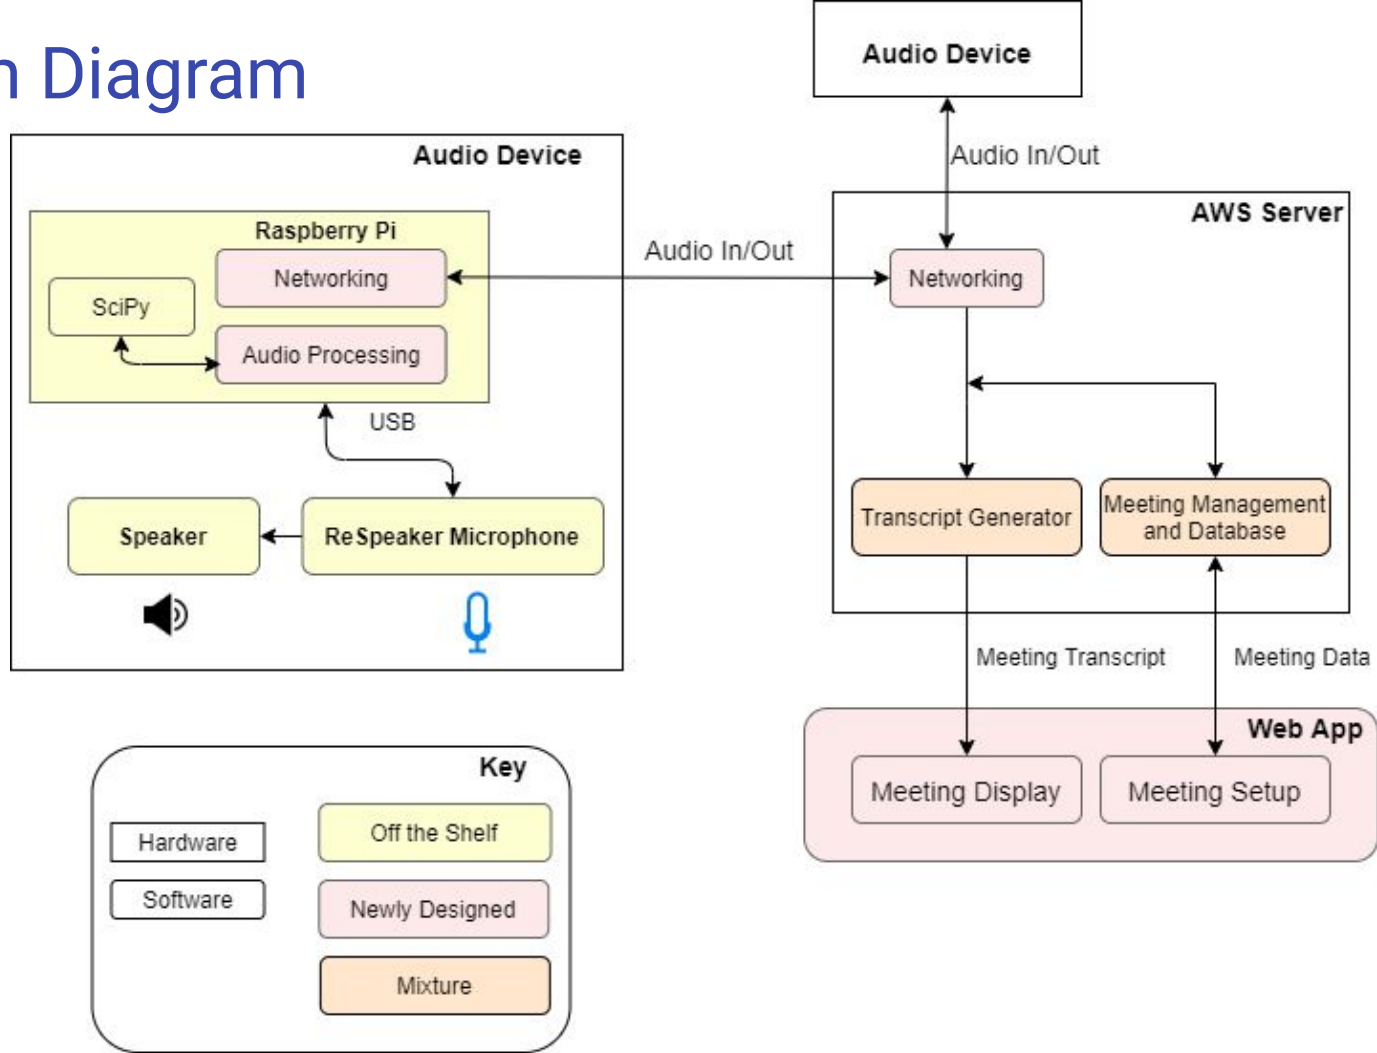 n Diagram
Audio Device
Audio In/Out
Audio Device
Raspberry Pi
Networking
SciPy
Audio Processing
USB
Speaker
ReSpeaker Microphone
Audio In/Out
AWS Server
Networking
Transcript Generator
Meeting Management
and Database
Meeting Transcript
Meeting Data
Web App
Meeting Display
Meeting Setup
Key
Hardware
Software
Off the Shelf
Newly Designed
Mixture